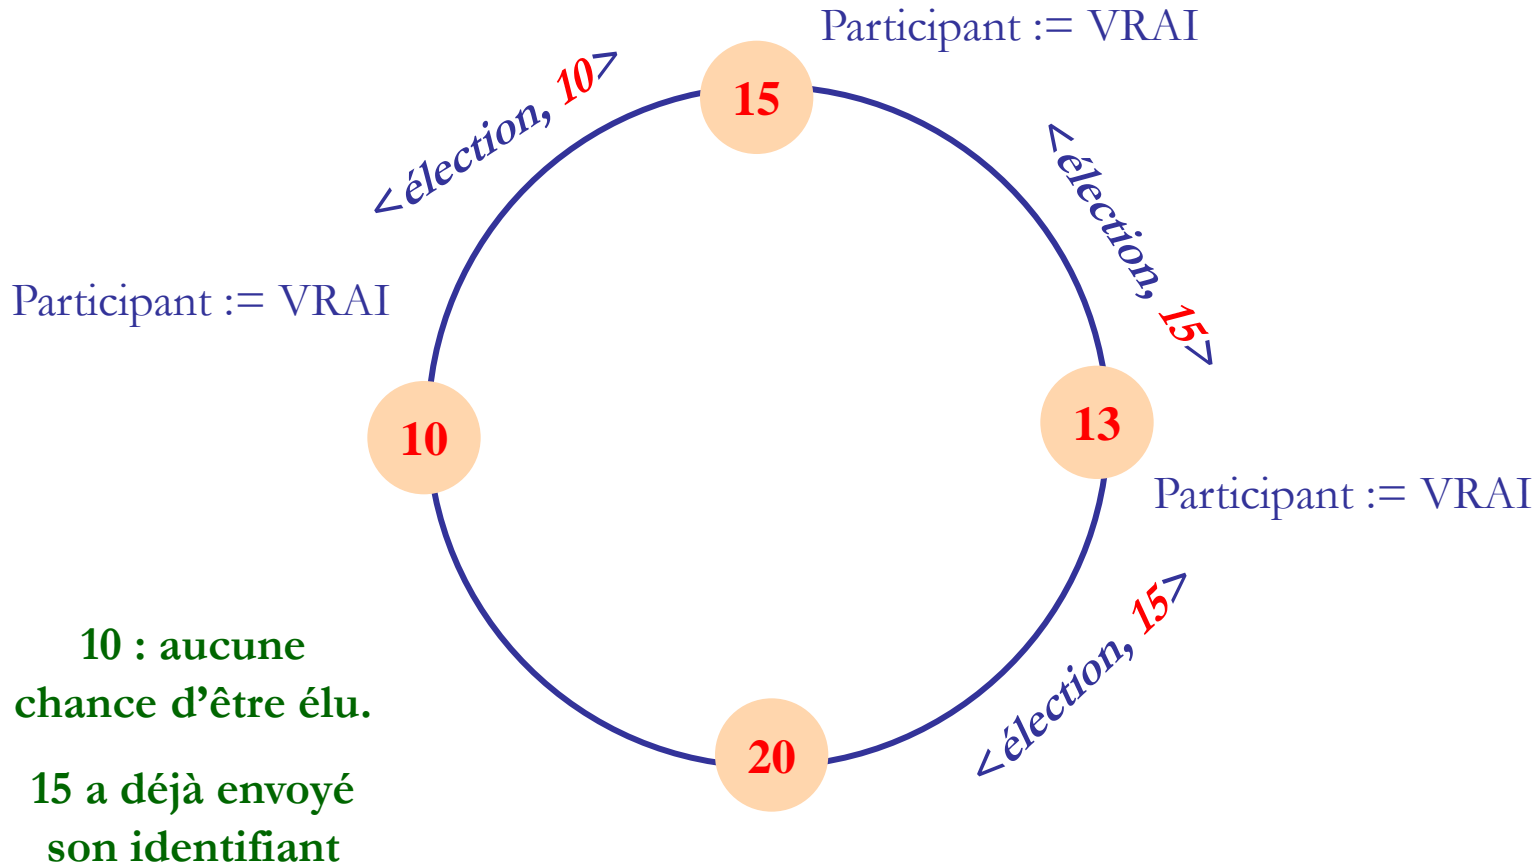 Participant := VRAI
<élection, 10>
15
<élection, 15>
Participant := VRAI
10
13
Participant := VRAI
<élection, 15>
10 : aucune
chance d’être élu.
20
15 a déjà envoyé
son identifiant